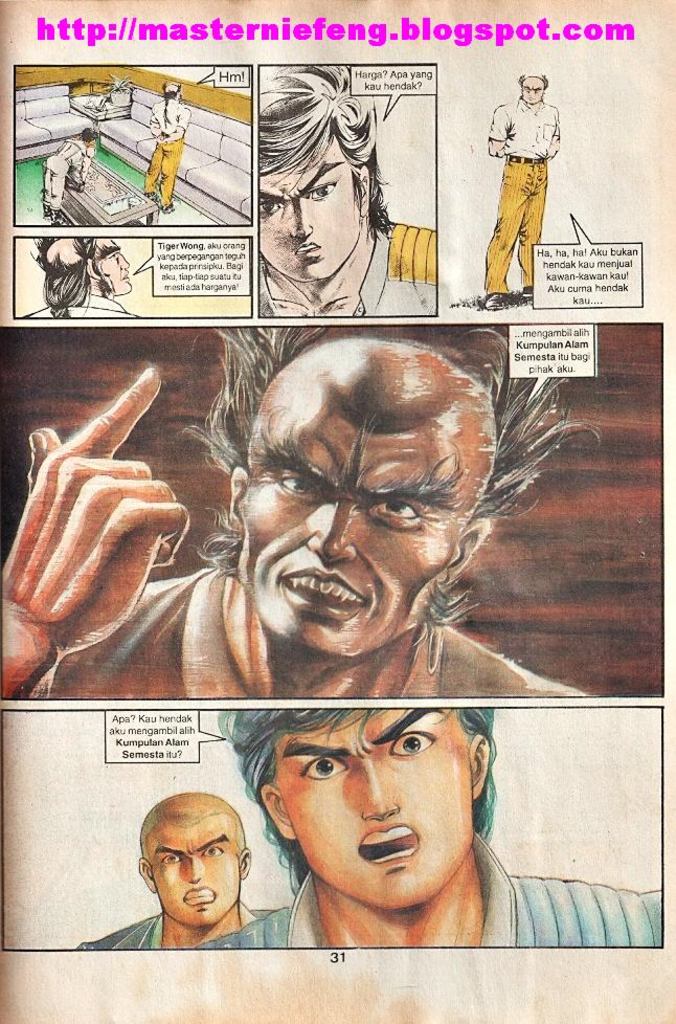 http://masterniefeng.blogspot.com
Hm!
Harga? Apa yang
kau hendak?
Tiger Wong, aku orang
yang berpegangan teguh
kepada prinsipku. Bagi
aku, tiap-tiap suatu itu
mesti ada harganya!
Ha, ha, ha! Aku bukan
hendak kau menjual
kawan-kawan kau!
Aku cuma hendak
kau....
...mengambil alih
Kumpulan Alam
Semesta itu bagi
pihak aku.
Apa? Kau hendak
aku mengambil alih
Kumpulan Alam
Semesta itu?
31